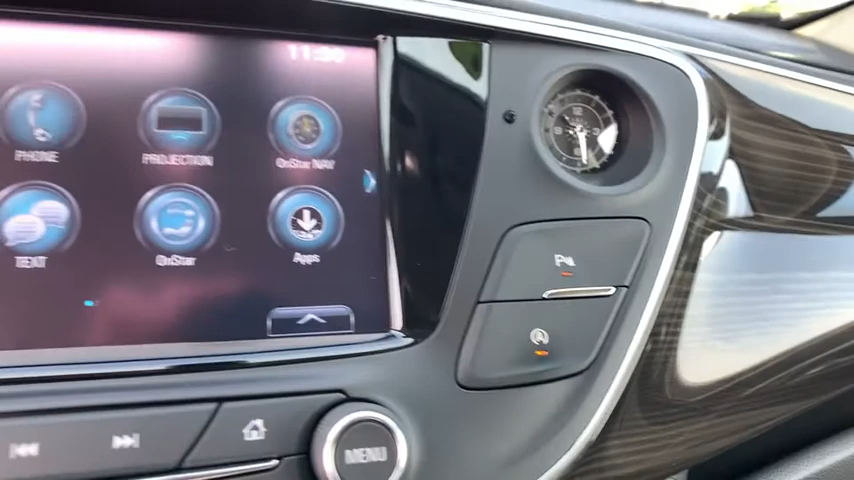 11:30
PHONE
PROJECTION
OnStar NAV
TEXT
OnStar
Apps
P
MENU